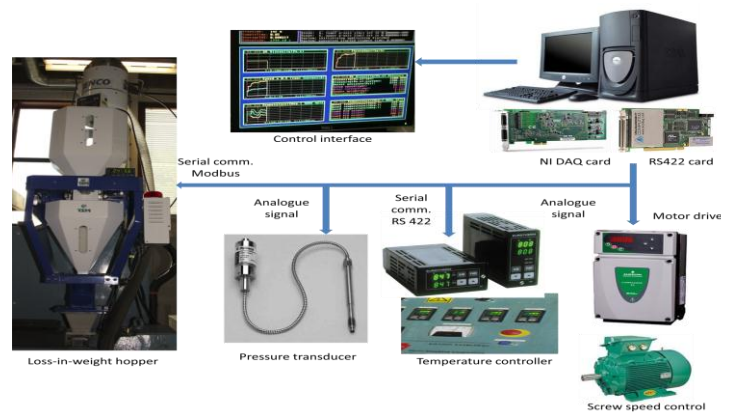 Control interface
NI DAQ card
RS422 card
Serial comm.
Modbus
Analogue
signal
Serial
comm.
RS 422
Analogue
signal
Motor drive
Loss-in-weight hopper
Pressure transducer
Temperature controller
Screw speed control